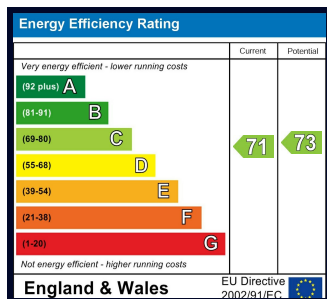 Energy Efficiency Rating
Current Potential
Very energy efficient - lower running costs
(92 plus) A
(81-91) B
(69-80) C
71 73
(55-68) D
(39-54) E
(21-38) F
(1-20) G
Not energy efficient - higher running costs
England & Wales
EU Directive
2002/91/EC